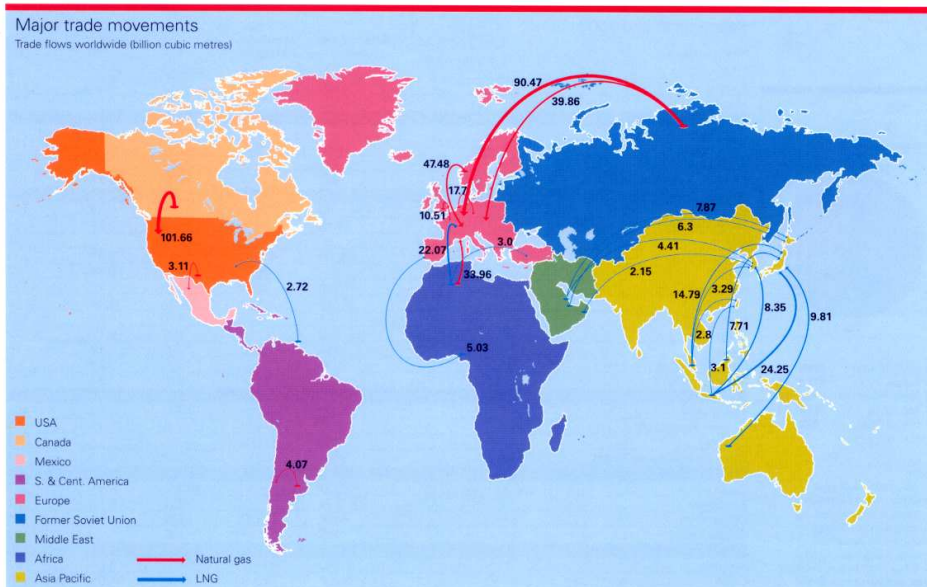 Major trade movements
Trade flows worldwide (billion cubic metres)
90.47
39.86
47.48
17.7
10.51
7.87
6.3
101.66
22.07
3.0
4.41
3.11
33.96
2.15
2.72
14.79
3.29
8.35
9.81
2.8
7.71
5.03
3.1
24.25
4.07
USA
Canada
Mexico
S. & Cent. America
Europe
Former Soviet Union
Middle East
Africa
Asia Pacific
Natural gas
LNG